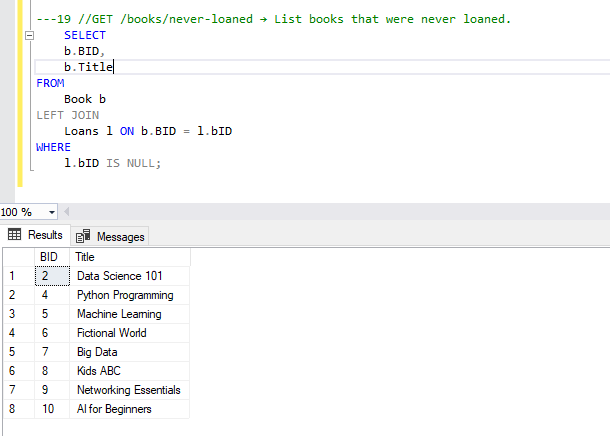 ---19 //GET /books/never-loaned → List books that were never loaned.
SELECT
b.BID,
b.Title
FROM
Book b
LEFT JOIN
Loans l ON b.BID = l.bID
WHERE
l.bID IS NULL;
100 %
Results Messages
BID Title
1 2 Data Science 101
2 4 Python Programming
3 5 Machine Learning
4 6 Fictional World
5 7 Big Data
6 8 Kids ABC
7 9 Networking Essentials
8 10 AI for Beginners